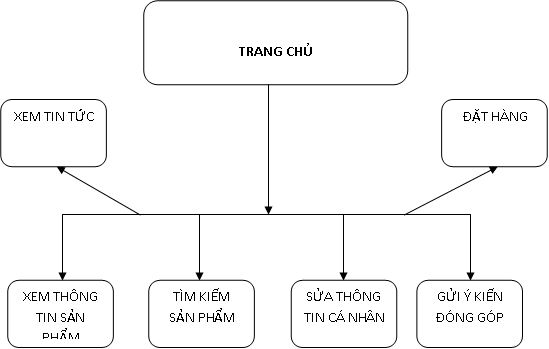 TRANG CHỦ
XEM TIN TỨC
ĐẶT HÀNG
XEM THÔNG
TIN SẢN
PHẨM
TÌM KIẾM
SẢN PHẨM
SỬA THÔNG
TIN CÁ NHÂN
GỬI Ý KIẾN
ĐÓNG GÓP